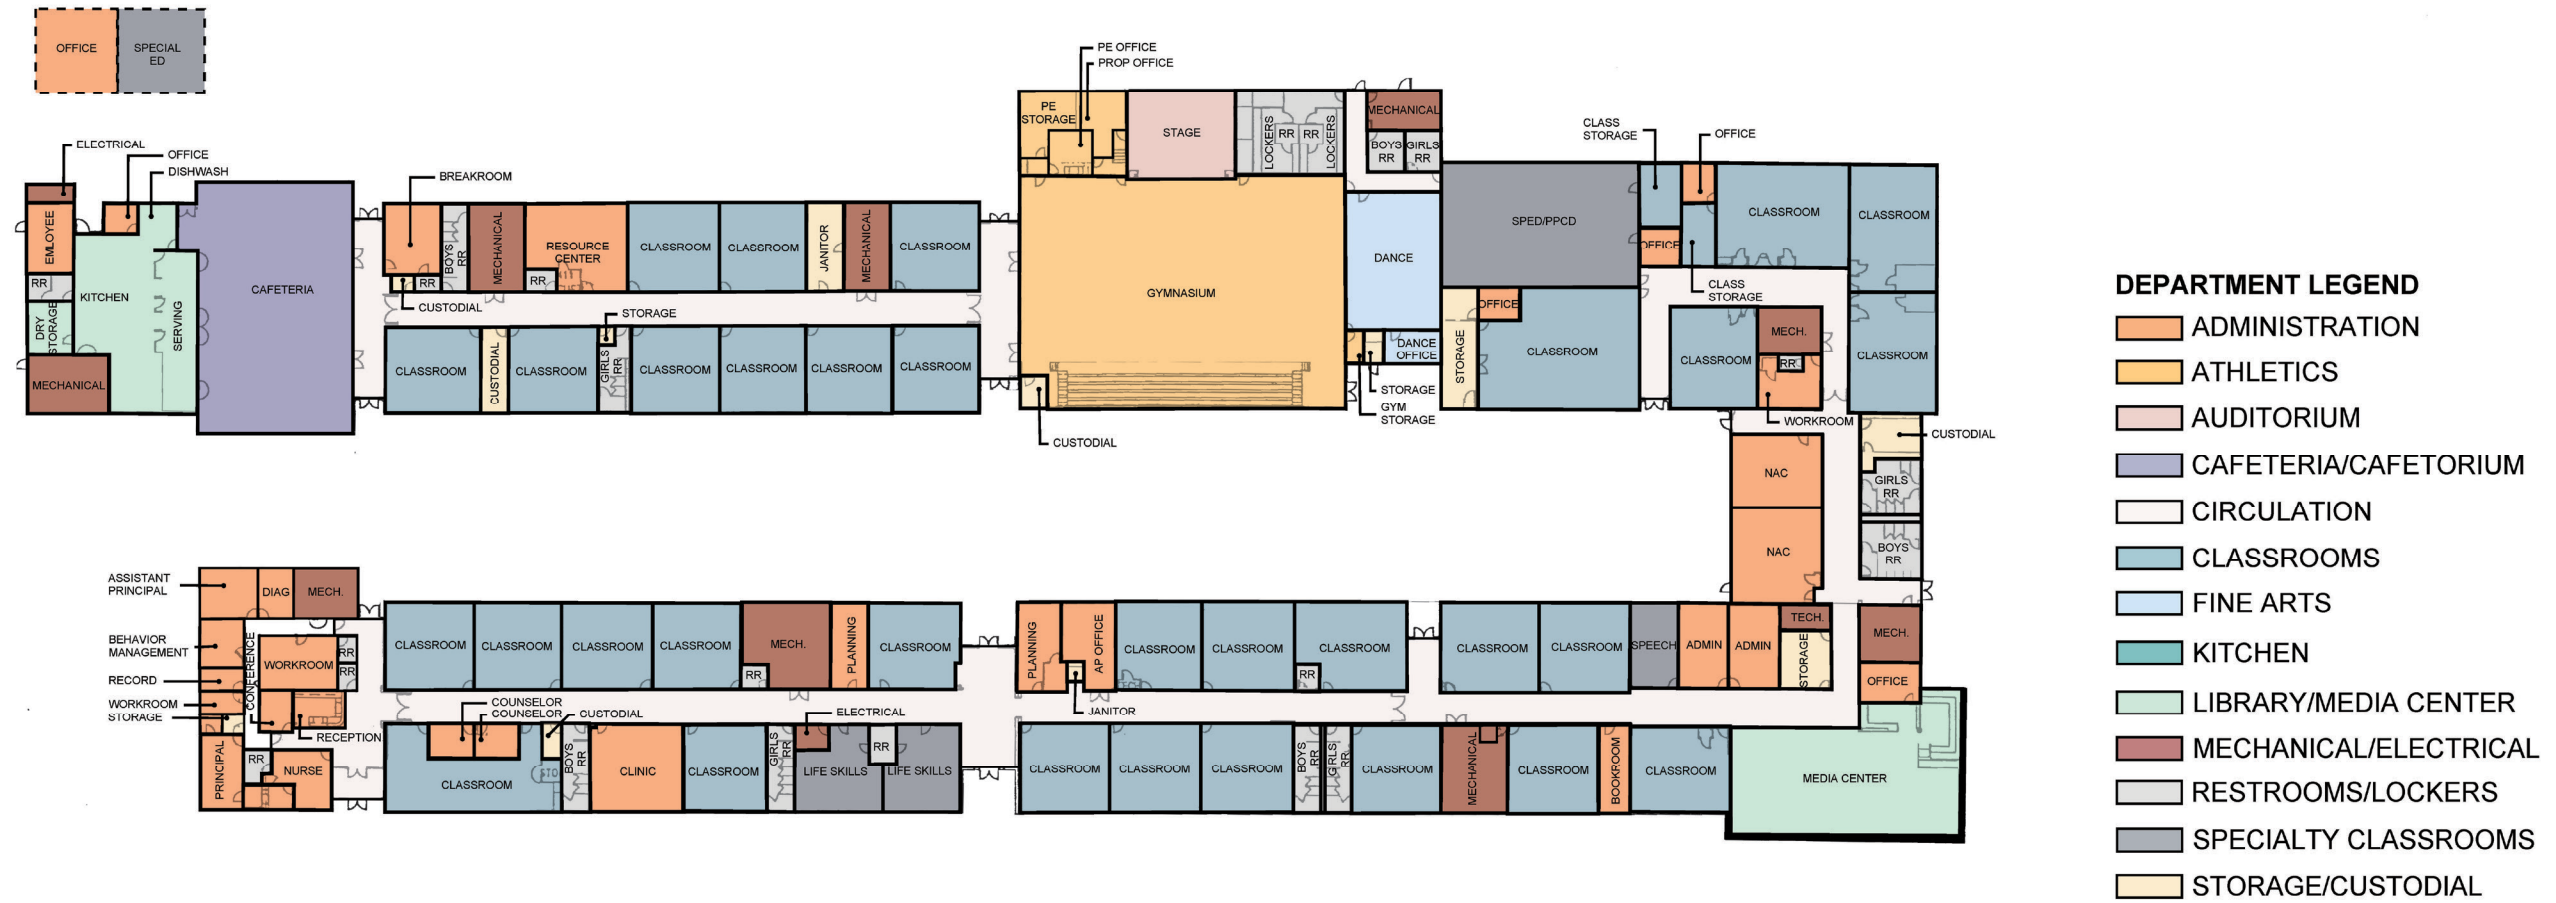 OFFICE
SPECIAL
ED
PE OFFICE
PROP OFFICE
PE
STORAGE
STAGE
LOCKERS
RR
RR
LOCKERS
MECHANICAL
BOYS
RR
GIRLS
RR
CLASS
STORAGE
OFFICE
ELECTRICAL
OFFICE
DISHWASH
BREAKROOM
EMPLOYEE
RR
DRY
STORAGE
KITCHEN
SERVING
MECHANICAL
CAFETERIA
BOYS
RR
RR
CUSTODIAL
MECHANICAL
RESOURCE
CENTER
RR
CLASSROOM
CLASSROOM
JANITOR
MECHANICAL
CLASSROOM
STORAGE
CLASSROOM
CUSTODIAL
CLASSROOM
GIRLS
RR
CLASSROOM
CLASSROOM
CLASSROOM
CLASSROOM
GYMNASIUM
CUSTODIAL
DANCE
DANCE
OFFICE
STORAGE
GYM
STORAGE
SPED/PPCD
OFFICE
CLASS
STORAGE
CLASSROOM
CLASSROOM
STORAGE
OFFICE
CLASSROOM
CLASSROOM
MECH.
RR
WORKROOM
CLASSROOM
CUSTODIAL
NAC
NAC
GIRLS
RR
BOYS
RR
ASSISTANT
PRINCIPAL
DIAG
MECH.
BEHAVIOR
MANAGEMENT
CONFERENCE
WORKROOM
RR
RR
RECORD
WORKROOM
STORAGE
RECEPTION
PRINCIPAL
RR
NURSE
CLASSROOM
CLASSROOM
CLASSROOM
CLASSROOM
MECH.
RR
PLANNING
CLASSROOM
COUNSELOR
COUNSELOR
CUSTODIAL
ELECTRICAL
CLASSROOM
STO
BOYS
RR
CLINIC
CLASSROOM
GIRLS
RR
LIFE SKILLS
RR
LIFE SKILLS
PLANNING
AP OFFICE
JANITOR
CLASSROOM
CLASSROOM
CLASSROOM
RR
CLASSROOM
CLASSROOM
SPEECH
ADMIN
ADMIN
TECH.
STORAGE
MECH.
OFFICE
CLASSROOM
CLASSROOM
CLASSROOM
BOYS
RR
GIRLS
RR
CLASSROOM
MECHANICAL
CLASSROOM
BOOKROOM
CLASSROOM
MEDIA CENTER
DEPARTMENT LEGEND
ADMINISTRATION
ATHLETICS
AUDITORIUM
CAFETERIA/CAFETORIUM
CIRCULATION
CLASSROOMS
FINE ARTS
KITCHEN
LIBRARY/MEDIA CENTER
MECHANICAL/ELECTRICAL
RESTROOMS/LOCKERS
SPECIALTY CLASSROOMS
STORAGE/CUSTODIAL